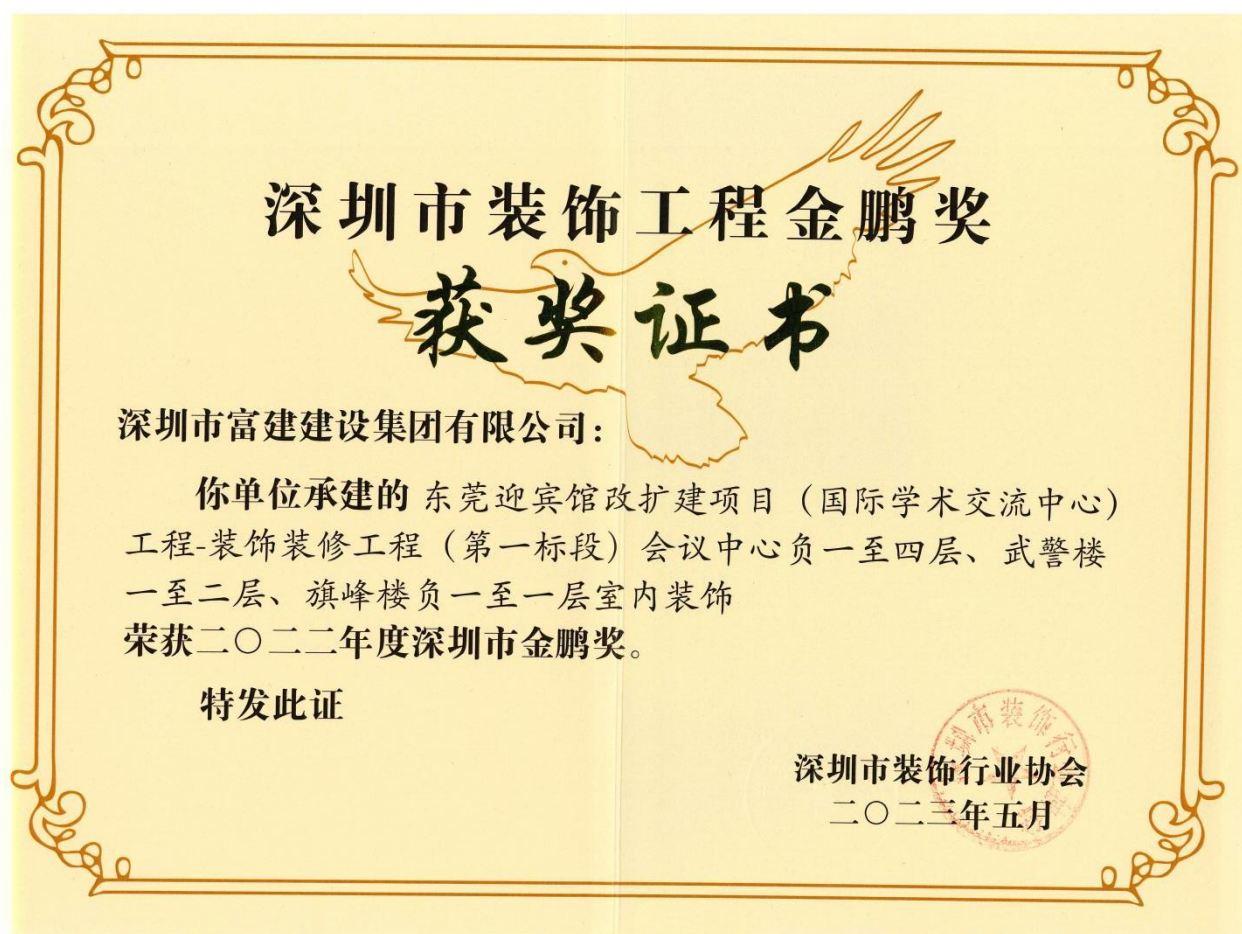 深圳市装饰工程金鹏奖
获奖证书
深圳市富建建设集团有限公司：
你单位承建的 东莞迎宾馆改扩建项目（国际学术交流中心）
工程-装饰装修工程（第一标段）会议中心负一至四层、武警楼
一至二层、旗峰楼负一至一层室内装饰
荣获二〇二二年度深圳市金鹏奖。
特发此证
深圳市装饰行业协会
二〇二三年五月